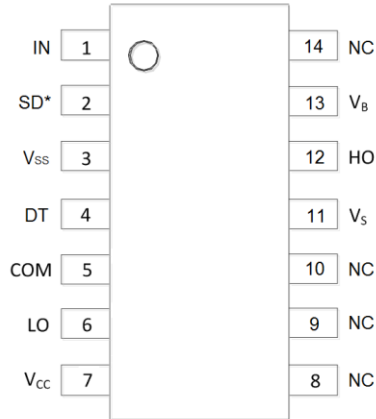 IN 1 14 NC
SD* 2 13 VB
VSS 3 12 HO
DT 4 11 VS
COM 5 10 NC
LO 6 9 NC
VCC 7 8 NC